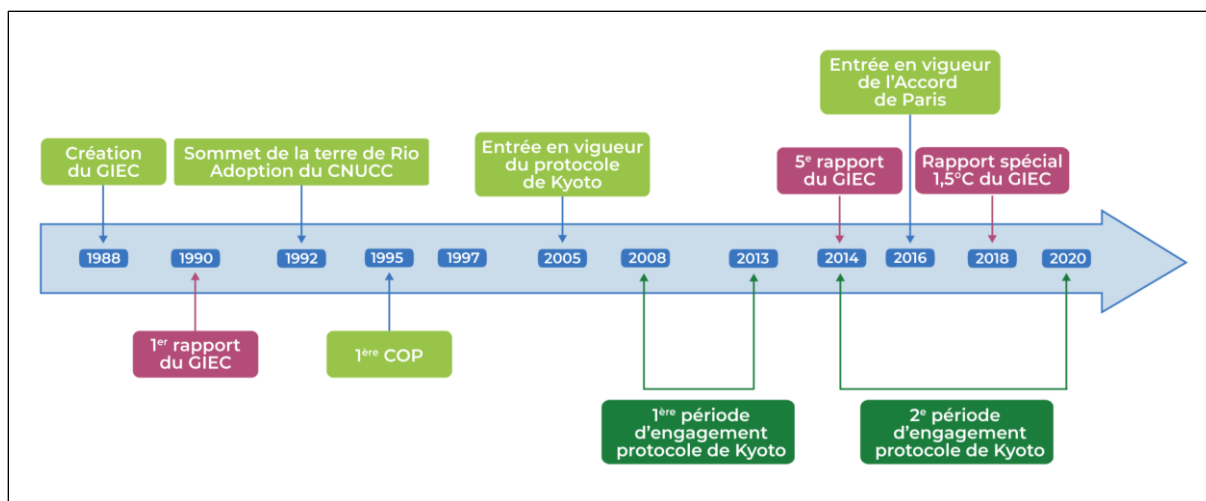 Entrée en vigueur
de l'Accord
de Paris
Création
du GIEC
Sommet de la terre de Rio
Adoption du CNUCC
Entrée en vigueur
du protocole
de Kyoto
5e rapport
du GIEC
Rapport spécial
1,5°C du GIEC
1988 1990 1992 1995 1997 2005 2008 2013 2014 2016 2018 2020
1er rapport
du GIEC
1ère COP
1ère période
d'engagement
protocole de Kyoto
2e période
d'engagement
protocole de Kyoto